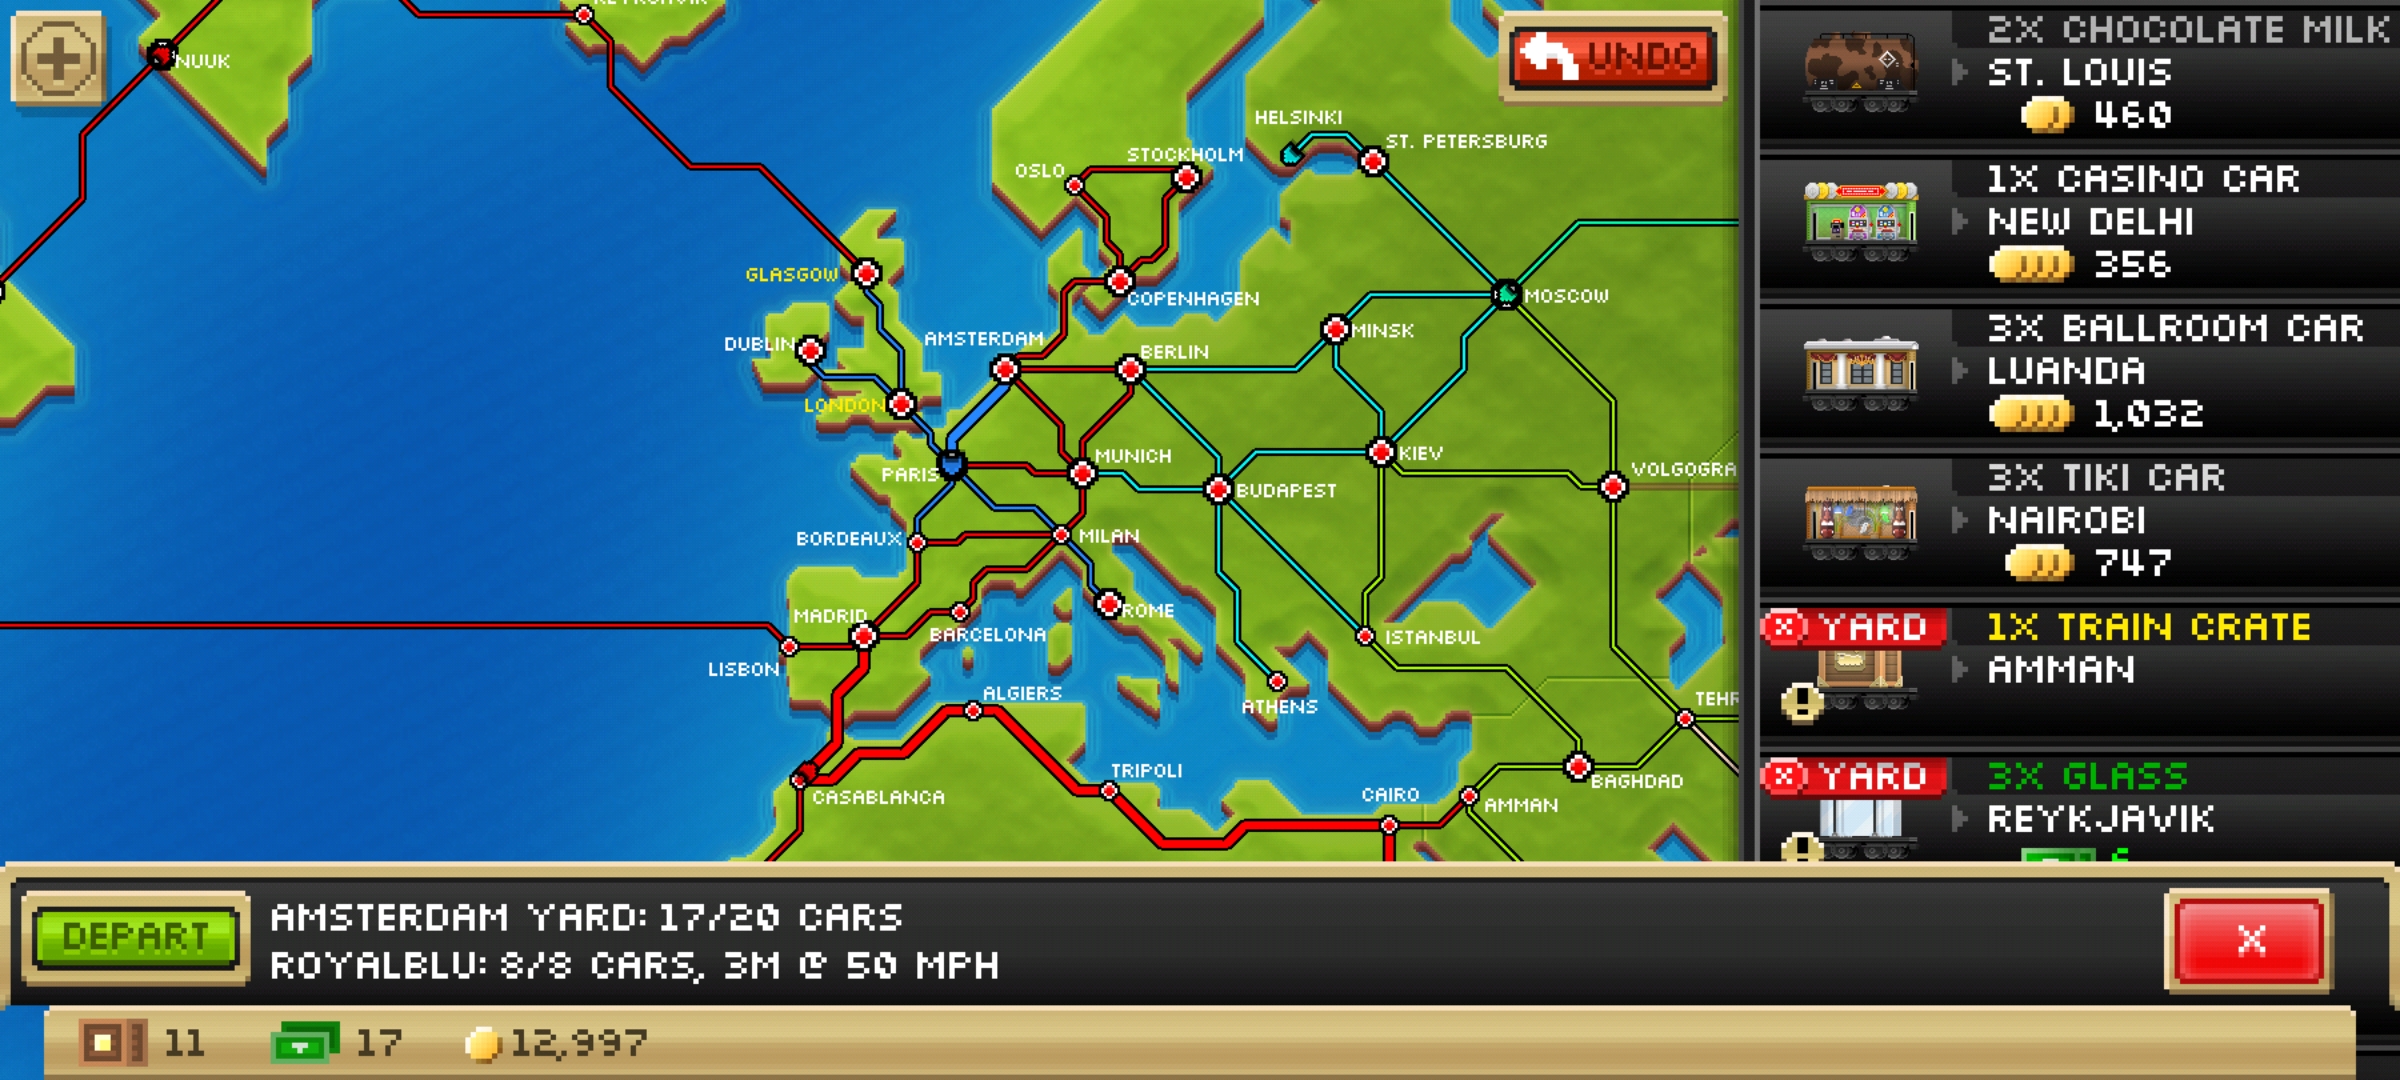 NUUK
UNDO
HELSINKI
ST. PETERSBURG
STOCKHOLM
OSLO
GLASGOW
COPENHAGEN
MOSCOW
DUBLIN
AMSTERDAM
BERLIN
MINSK
LONDON
PARIS
MUNICH
KIEV
VOLGOGRA
BUDAPEST
BORDEAUX
MILAN
MADRID
ROME
BARCELONA
ISTANBUL
LISBON
ALGIERS
ATHENS
TEHR
TRIPOLI
CASABLANCA
CAIRO
AMMAN
BAGHDAD
2X CHOCOLATE MILK
ST. LOUIS
460
1X CASINO CAR
NEW DELHI
356
3X BALLROOM CAR
LUANDA
1,032
3X TIKI CAR
NAIROBI
747
YARD
1X TRAIN CRATE
AMMAN
YARD
3X GLASS
REYKJAVIK
DEPART
AMSTERDAM YARD: 17/20 CARS
ROYALBLU: 8/8 CARS, 3M @ 50 MPH
X
11
17
12,997